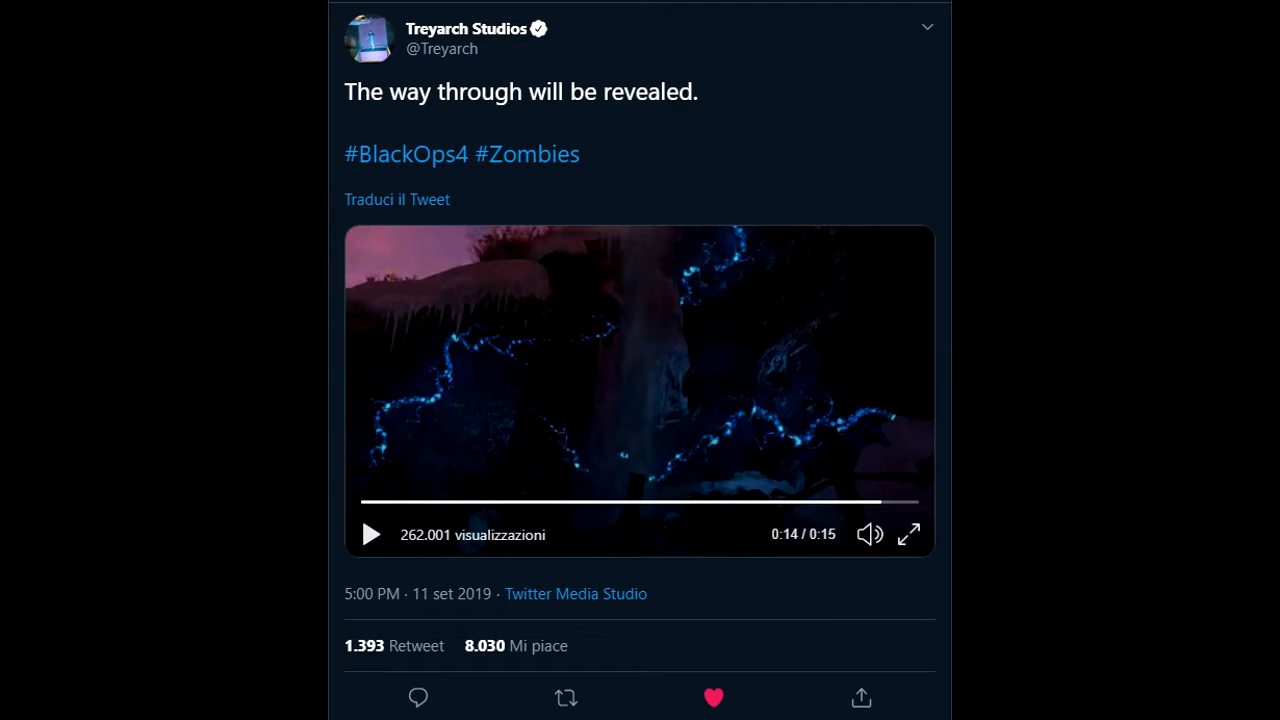 Treyarch Studios
@Treyarch
The way through will be revealed.
#BlackOps4 #Zombies
Traduci il Tweet
262.001 visualizzazioni
0:14 / 0:15
5:00 PM · 11 set 2019 · Twitter Media Studio
1.393 Retweet 8.030 Mi piace